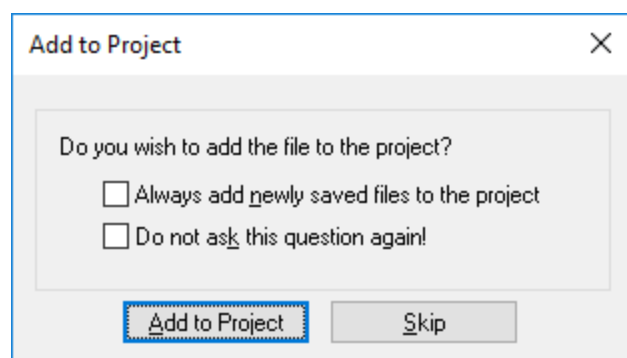 Add to Project
Do you wish to add the file to the project?
Always add newly saved files to the project
Do not ask this question again!
Add to Project
Skip